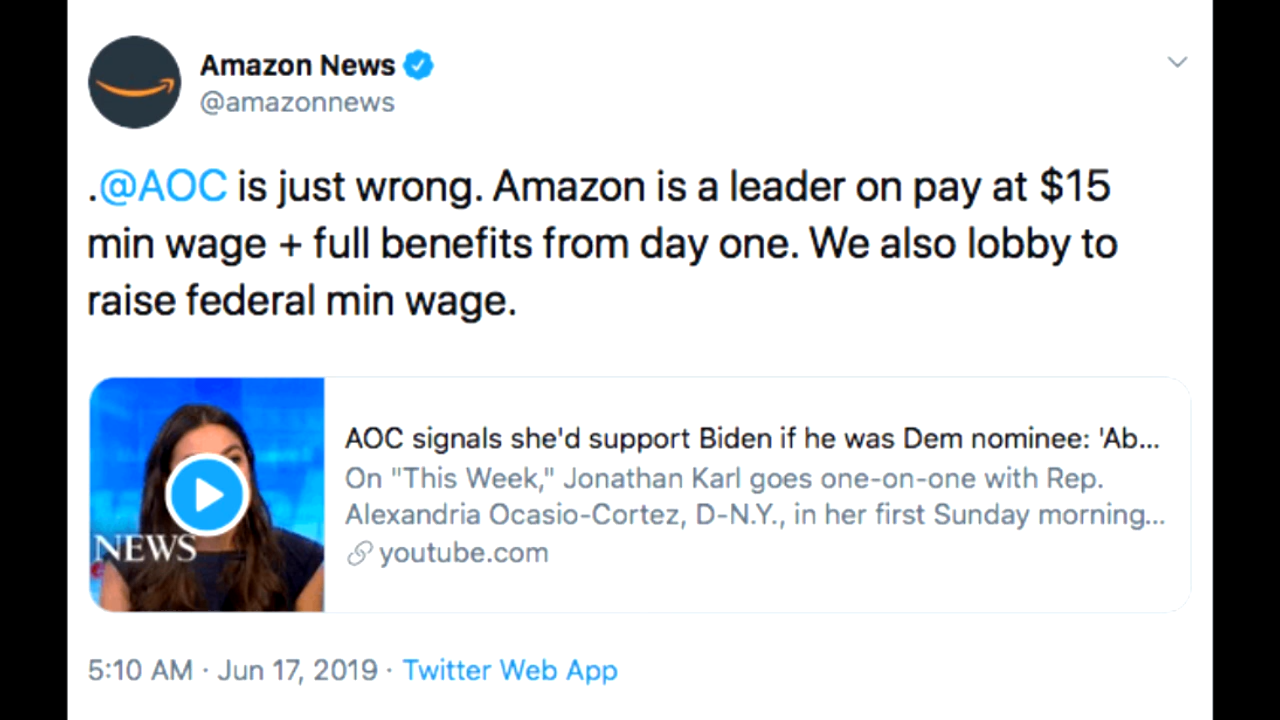 Amazon News
@amazonnews
.@AOC is just wrong. Amazon is a leader on pay at $15
min wage + full benefits from day one. We also lobby to
raise federal min wage.
NEWS
AOC signals she'd support Biden if he was Dem nominee: 'Ab...
On "This Week," Jonathan Karl goes one-on-one with Rep.
Alexandria Ocasio-Cortez, D-N.Y., in her first Sunday morning...
youtube.com
5:10 AM · Jun 17, 2019 · Twitter Web App